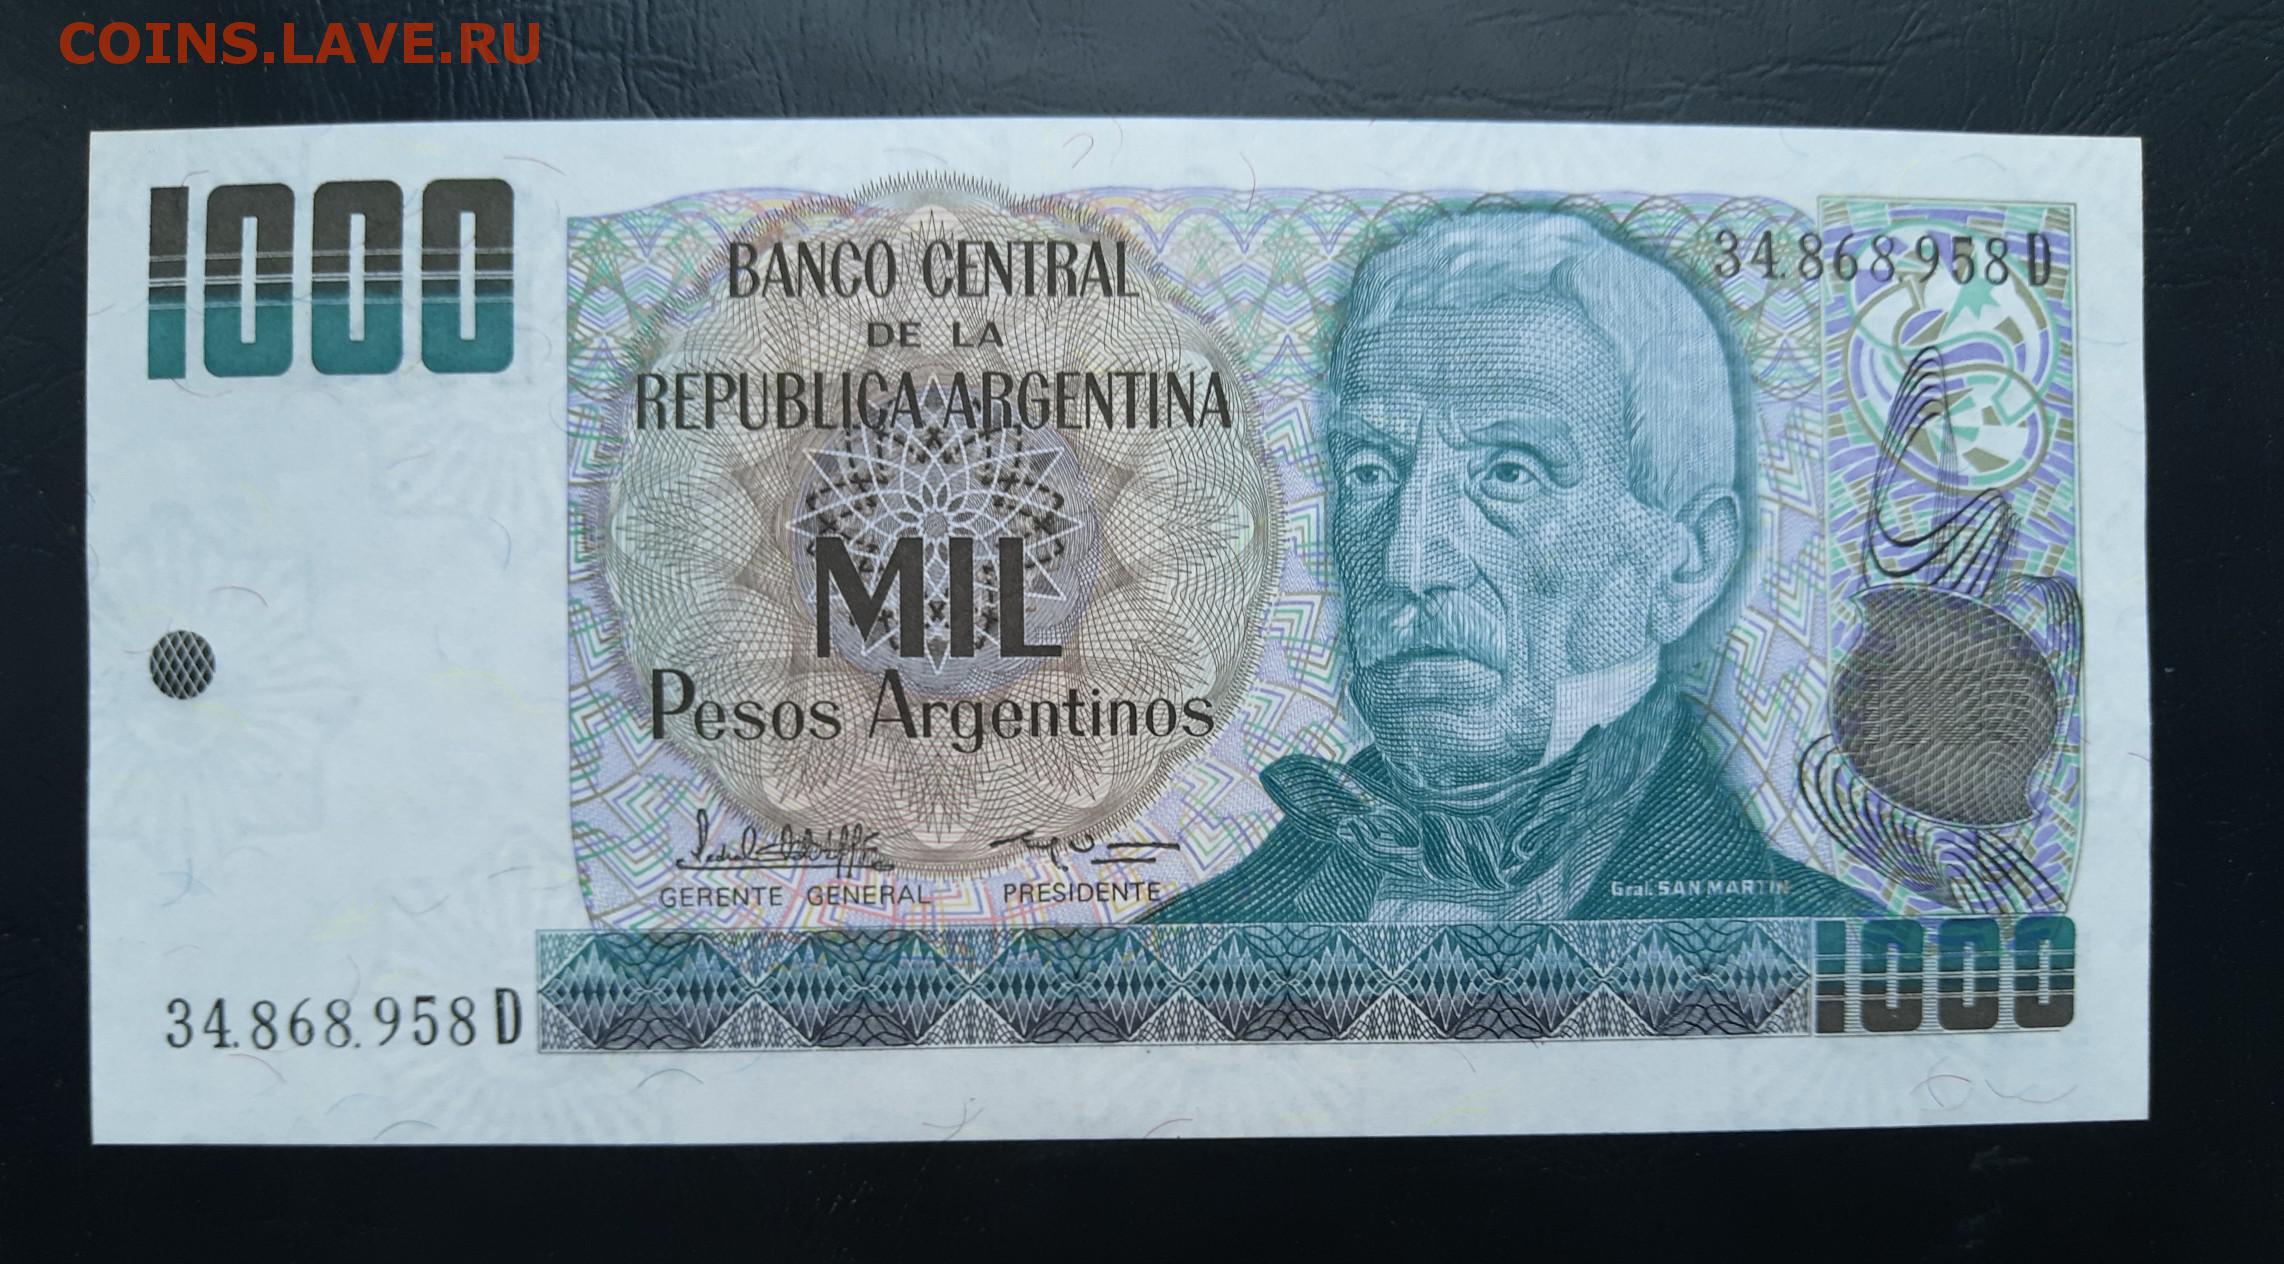 COINS.LAVE.RU
1000
34.868.958 D
BANCO CENTRAL
DE LA
REPUBLICA ARGENTINA
MIL
Pesos Argentinos
GERENTE GENERAL PRESIDENTE
Gral. SAN MARTIN
34.868.958 D
1000